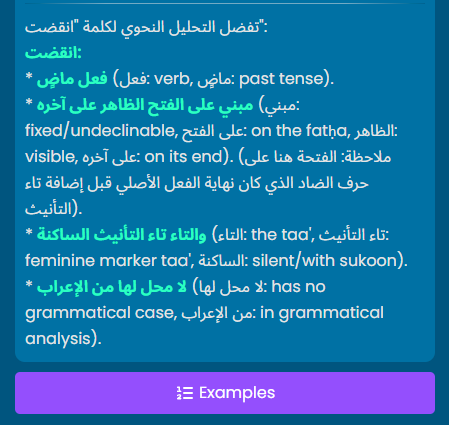 تفضل التحليل النحوي لكلمة "انقضت":
انقضت:
* فعل ماضٍ (فعل: verb, ماضٍ: past tense).
* مبني على الفتح الظاهر على آخره (مبني:
fixed/undeclinable, على الفتح: on the fatḥa, الظاهر:
visible, على آخره: on its end). (ملاحظة: الفتحة هنا على
حرف الضاد الذي كان نهاية الفعل الأصلي قبل إضافة تاء
التأنيث).
* والتاء تاء التأنيث الساكنة (التاء: the taa', تاء التأنيث:
feminine marker taa', الساكنة: silent/with sukoon).
* لا محل لها من الإعراب (لا محل لها: has no
grammatical case, من الإعراب: in grammatical
analysis).
Examples